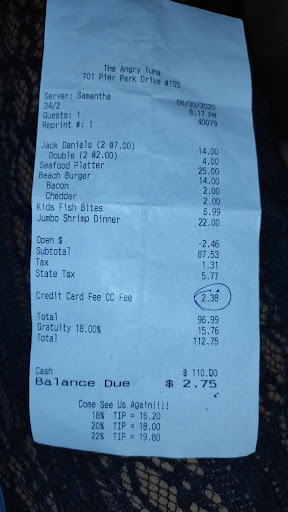 The Angry Tuna
701 Pier Park Drive #155
Server: Samantha 06/30/2020
34/2 8:17 PM
Guests: 1 40079
Reprint #: 1
Jack Daniels (2 @7.00) 14.00
Double (2 @2.00) 4.00
Seafood Platter 25.00
Beach Burger 14.00
Bacon 2.00
Cheddar 2.00
Kids Fish Bites 6.99
Jumbo Shrimp Dinner 22.00
Open $ -2.46
Subtotal 87.53
Tax 1.31
State Tax 5.77
Credit Card Fee CC Fee 2.38
Total 96.99
Gratuity 18.00% 15.76
Total 112.75
Cash $ 110.00
Balance Due $ 2.75
Come See Us Again!!!!
18% TIP = 16.20
20% TIP = 18.00
22% TIP = 19.80